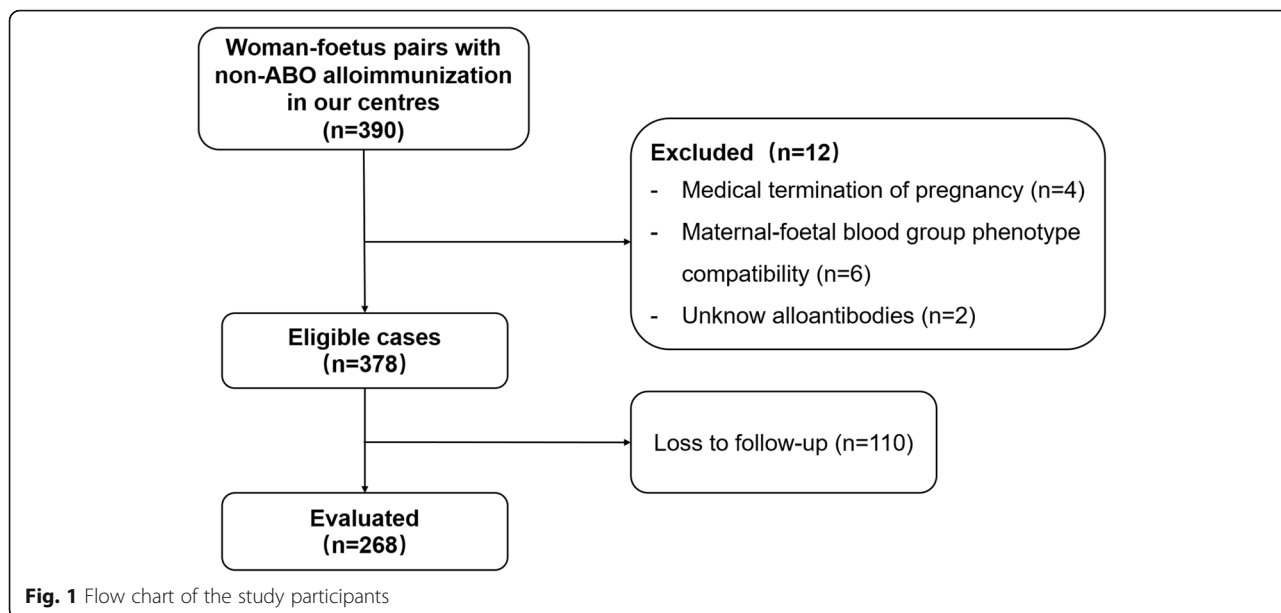 Woman-foetus pairs with
non-ABO alloimmunization
in our centres
(n=390)
Excluded (n=12)
- Medical termination of pregnancy (n=4)
- Maternal-foetal blood group phenotype
compatibility (n=6)
- Unknow alloantibodies (n=2)
Eligible cases
(n=378)
Loss to follow-up (n=110)
Evaluated
(n=268)
Fig. 1 Flow chart of the study participants